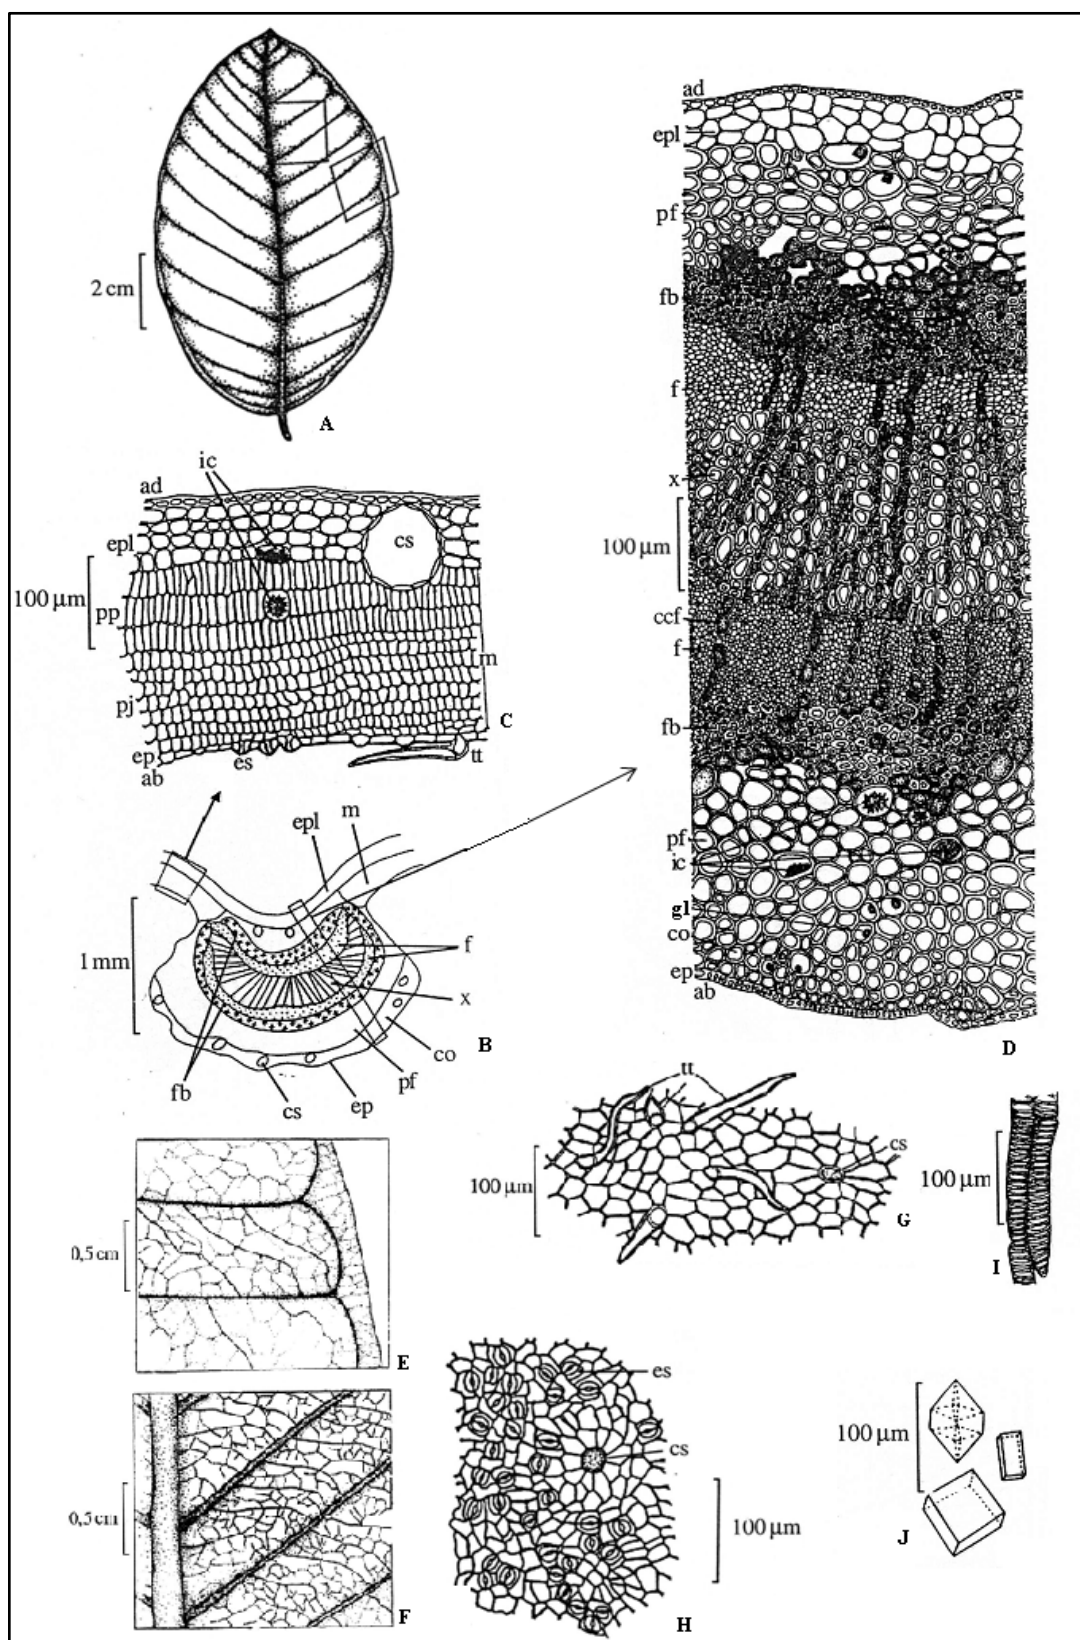 2 cm
A
ic
ad
epl
cs
100 µm
pp
m
pj
C
ep
ab
es
tt
epl
m
1 mm
f
x
B
co
pf
fb
cs
ep
ad
epl
pf
fb
f
x
100 µm
ccf
f
fb
pf
ic
gl
co
ep
ab
D
tt
cs
100 µm
G
100 µm
I
0,5 cm
E
0,5cm
F
es
cs
100 µm
H
100 µm
J